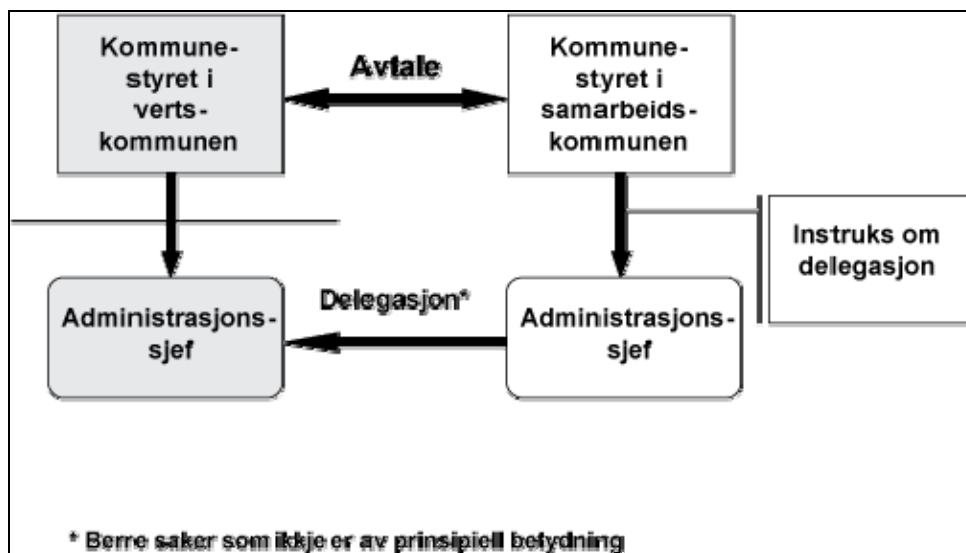 Kommune-
styret i
verts-
kommunen
Avtale
Kommune-
styret i
samarbeids-
kommunen
Instruks om
delegasjon
Administrasjons-
sjef
Delegasjon*
Administrasjons-
sjef
* Berre saker som ikkje er av prinsipiell betydning